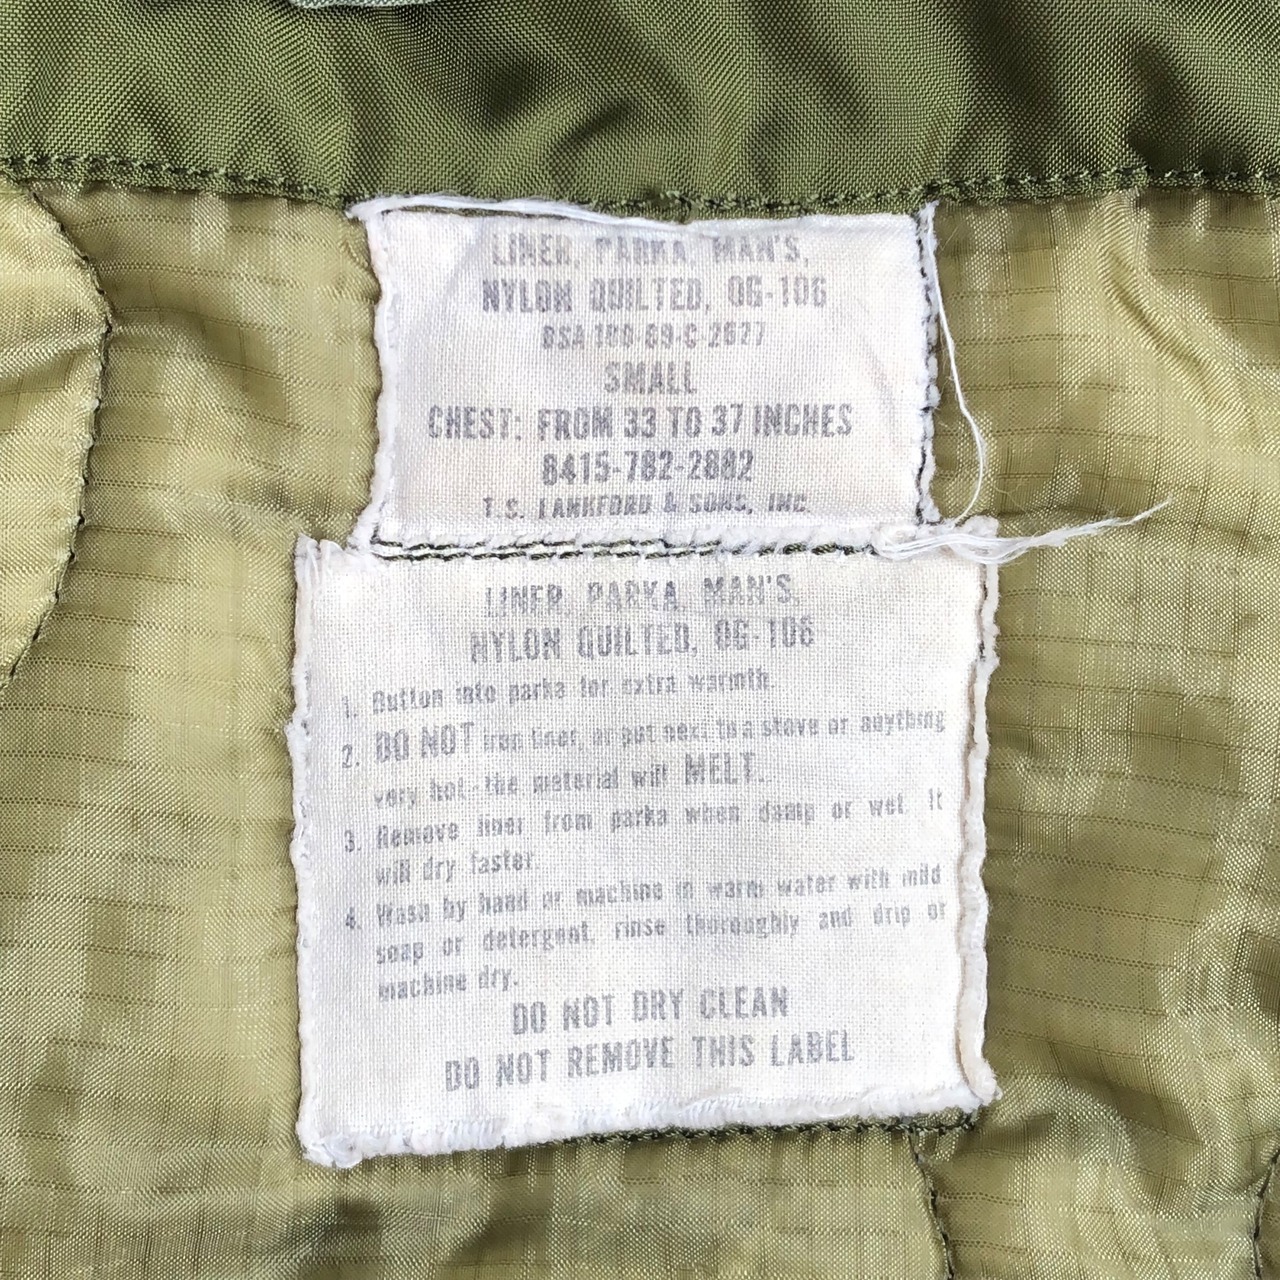 LINER, PARKA, MAN'S,
NYLON QUILTED, OG-106
DSA 100-69-C-2627
SMALL
CHEST: FROM 33 TO 37 INCHES
8415-782-2882
T.S. LANKFORD & SONS, INC.
LINER, PARKA, MAN'S,
NYLON QUILTED, OG-106
1. Button into parka for extra warmth.
2. DO NOT iron liner, or put next to a stove or anything
very hot - the material will MELT.
3. Remove liner from parka when damp or wet. It
will dry faster.
4. Wash by hand or machine in warm water with mild
soap or detergent, rinse thoroughly and drip or
machine dry.
DO NOT DRY CLEAN
DO NOT REMOVE THIS LABEL